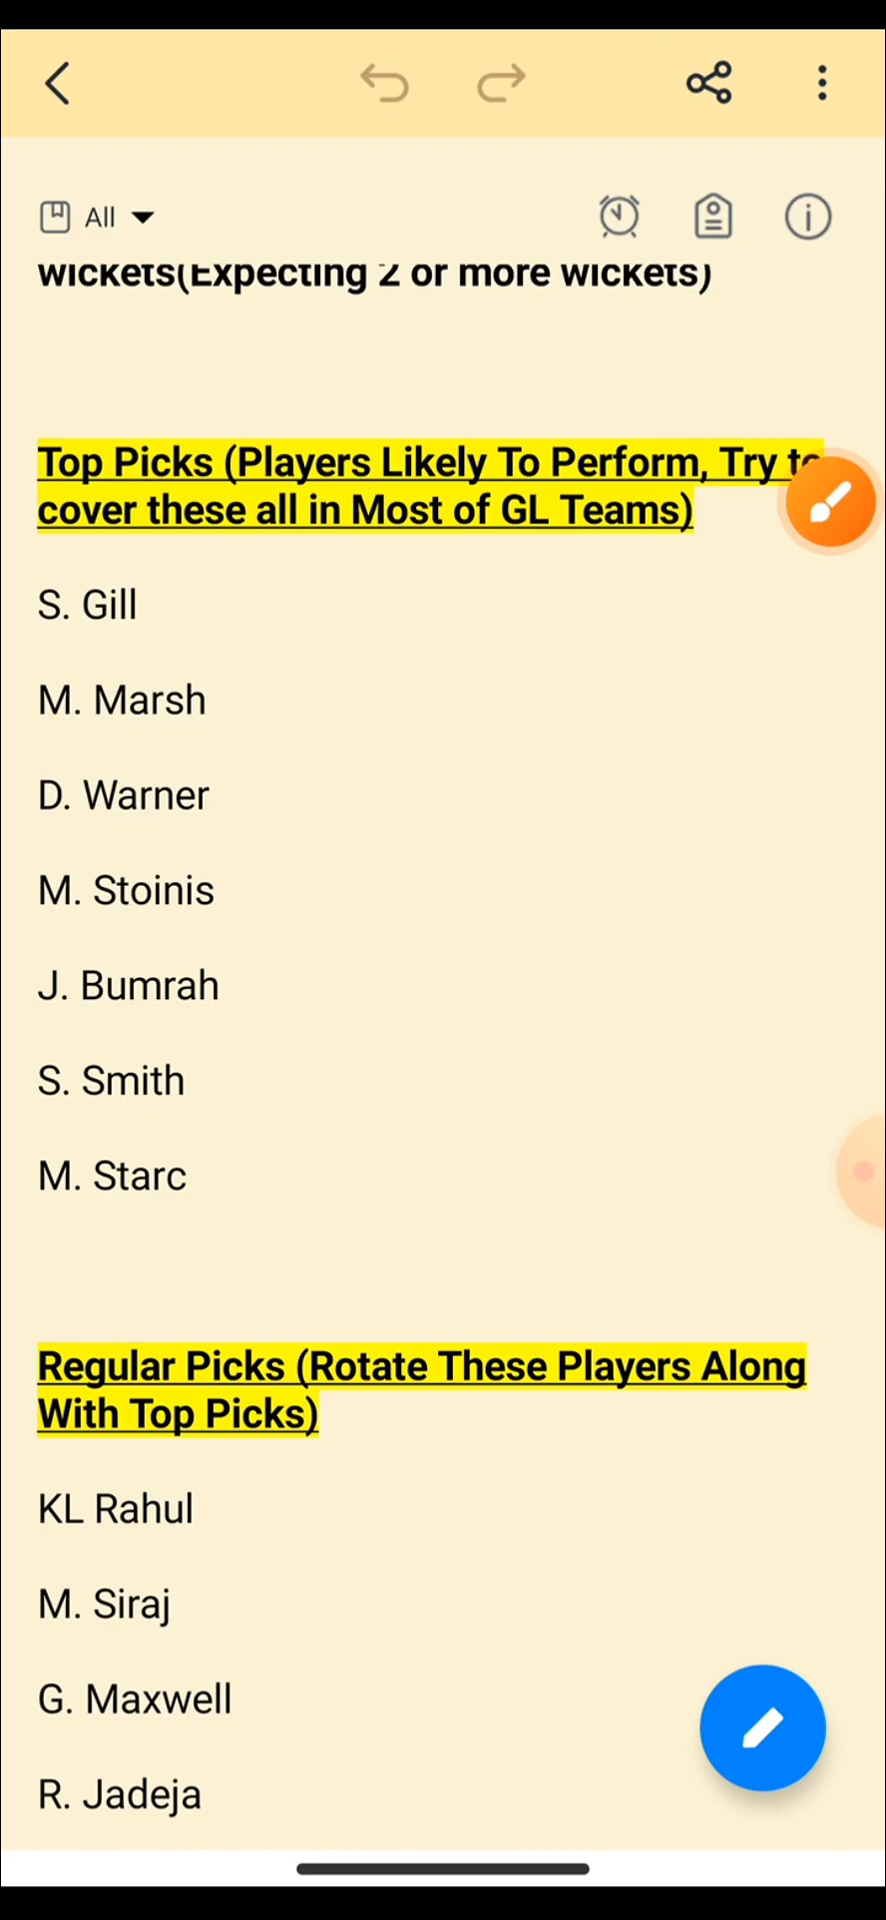 All
wickets(Expecting 2 or more wickets)
Top Picks (Players Likely To Perform, Try to
cover these all in Most of GL Teams)
S. Gill
M. Marsh
D. Warner
M. Stoinis
J. Bumrah
S. Smith
M. Starc
Regular Picks (Rotate These Players Along
With Top Picks)
KL Rahul
M. Siraj
G. Maxwell
R. Jadeja